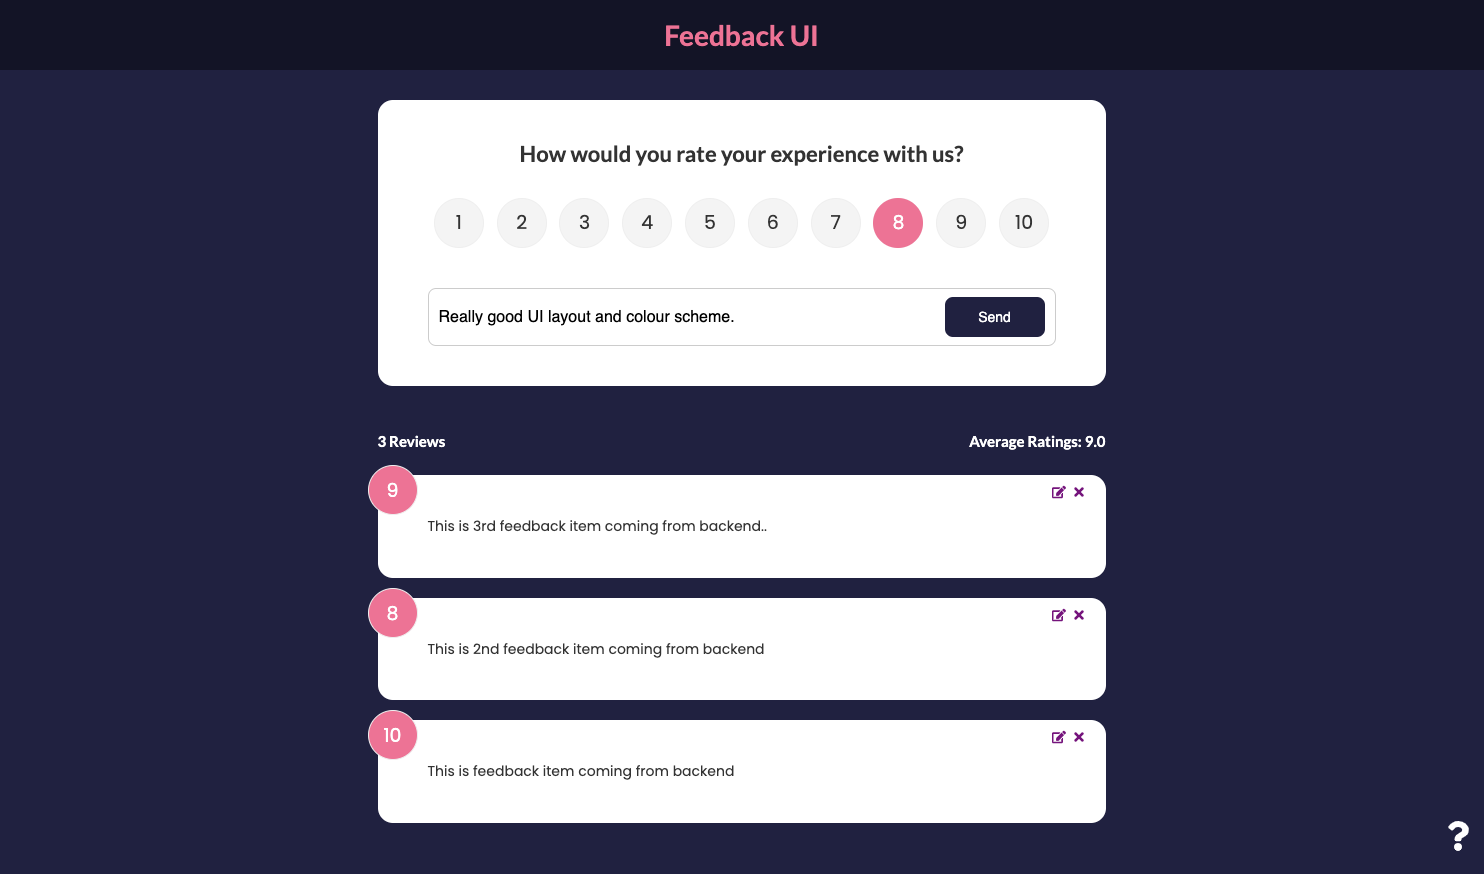 Feedback UI
How would you rate your experience with us?
1 2 3 4 5 6 7 8 9 10
Really good UI layout and colour scheme.
Send
3 Reviews
Average Ratings: 9.0
9
This is 3rd feedback item coming from backend..
8
This is 2nd feedback item coming from backend
10
This is feedback item coming from backend
?